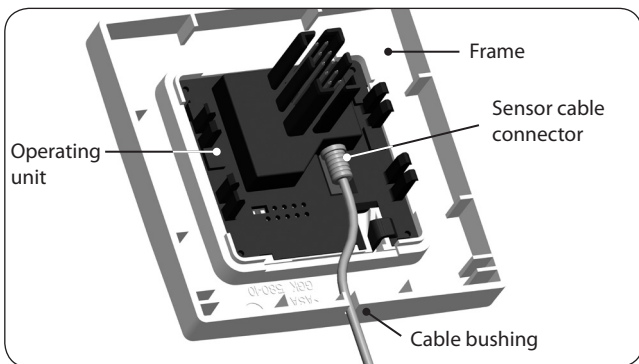 Frame
Sensor cable
connector
Operating
unit
Cable bushing